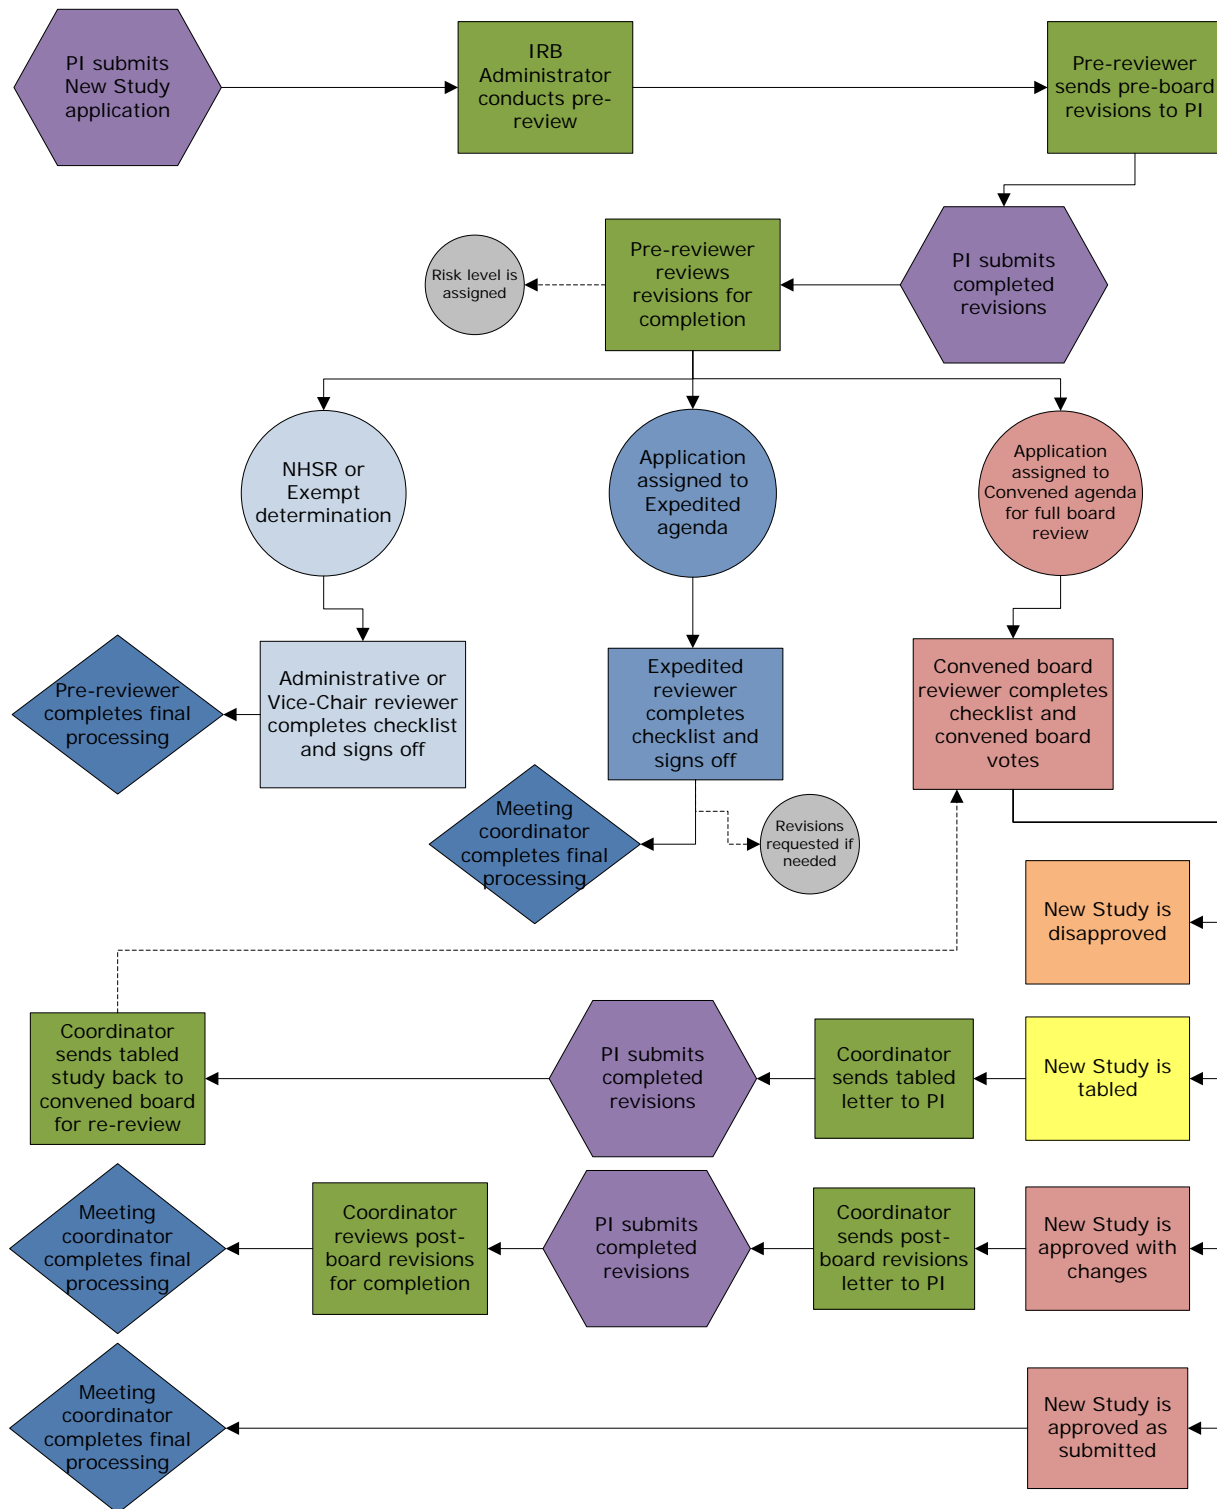 PI submits
New Study
application
IRB
Administrator
conducts pre-
review
Pre-reviewer
sends pre-board
revisions to PI
Risk level is
assigned
Pre-reviewer
reviews
revisions for
completion
PI submits
completed
revisions
NHSR or
Exempt
determination
Application
assigned to
Expedited
agenda
Application
assigned to
Convened agenda
for full board
review
Pre-reviewer
completes final
processing
Administrative or
Vice-Chair reviewer
completes checklist
and signs off
Expedited
reviewer
completes
checklist and
signs off
Convened board
reviewer completes
checklist and
convened board
votes
Meeting
coordinator
completes final
processing
Revisions
requested if
needed
New Study is
disapproved
Coordinator
sends tabled
study back to
convened board
for re-review
PI submits
completed
revisions
Coordinator
sends tabled
letter to PI
New Study is
tabled
Meeting
coordinator
completes final
processing
Coordinator
reviews post-
board revisions
for completion
PI submits
completed
revisions
Coordinator
sends post-
board revisions
letter to PI
New Study is
approved with
changes
Meeting
coordinator
completes final
processing
New Study is
approved as
submitted